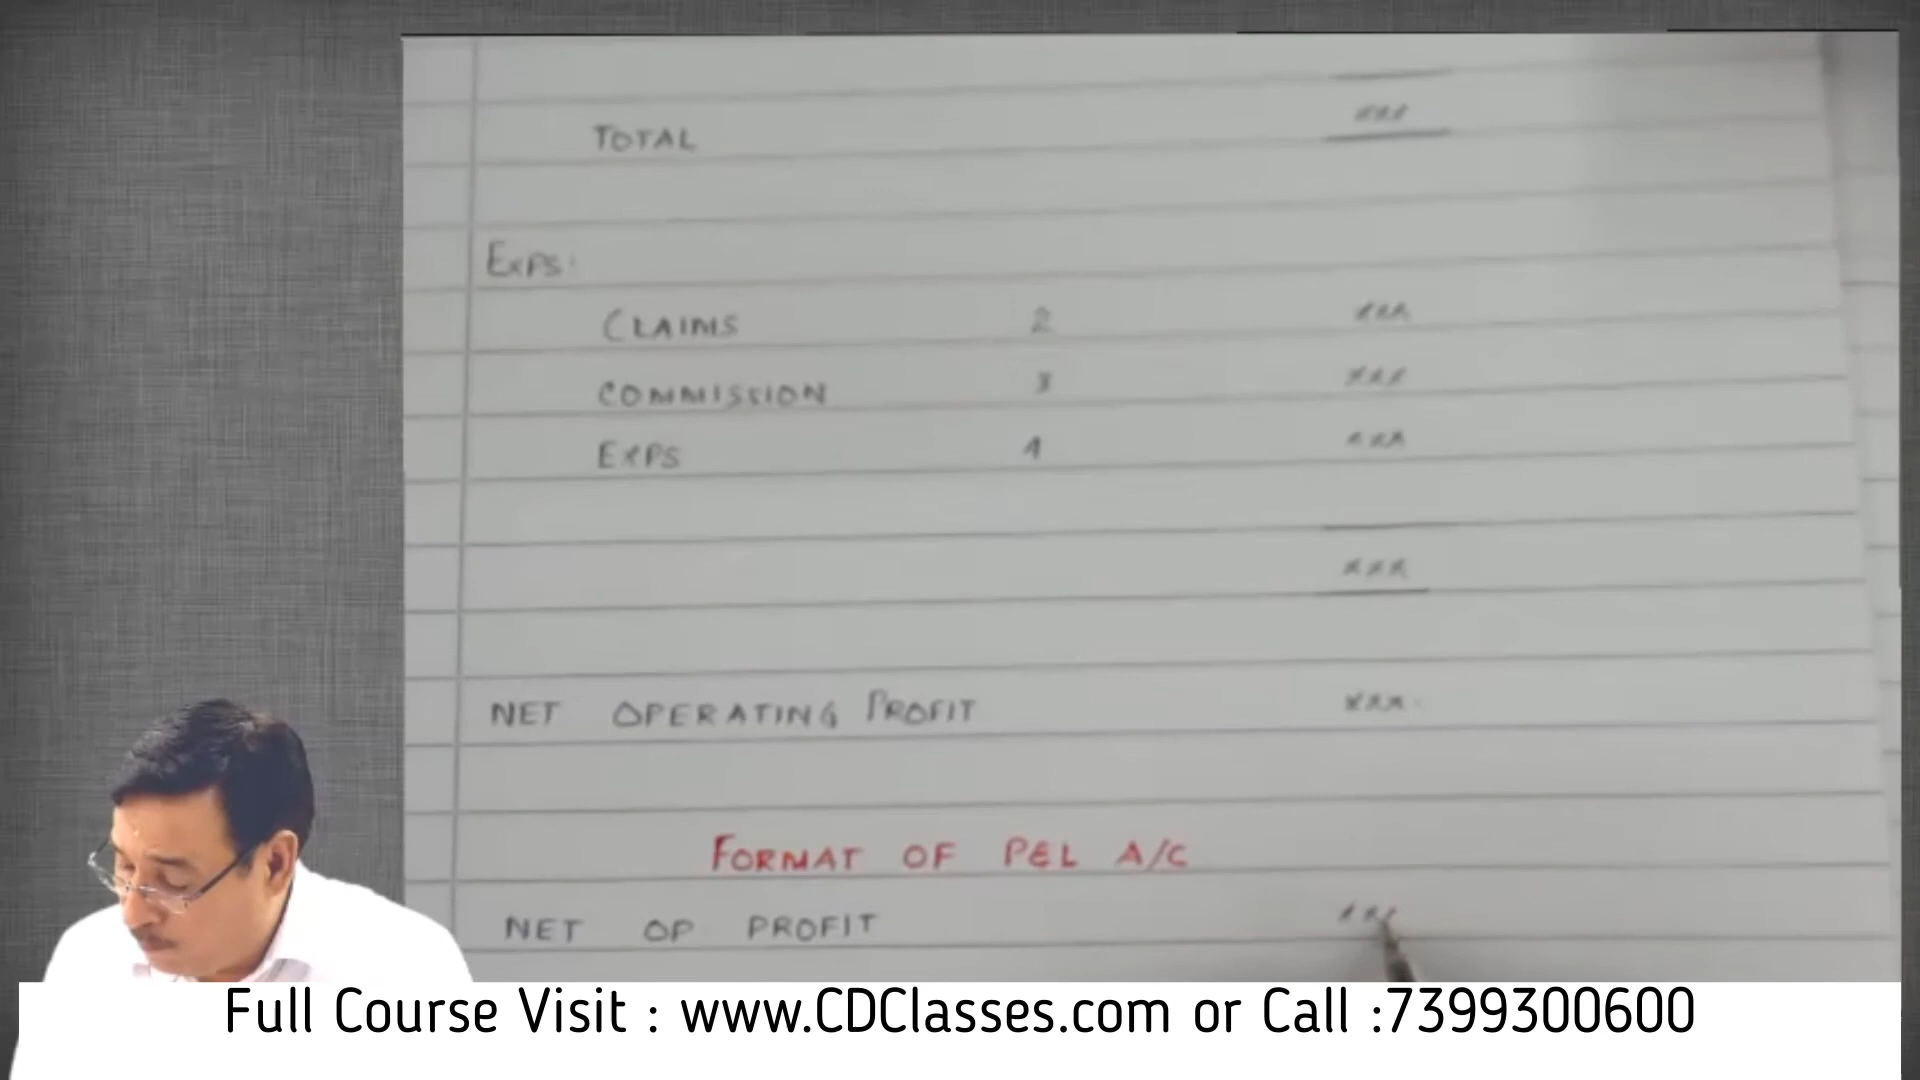 TOTAL xxx
EXPS:
CLAIMS 2 xxx
COMMISSION 3 xxx
EXPS 4 xxx
xxx
NET OPERATING PROFIT xxx
FORMAT OF P&L A/C
NET OP PROFIT xxx
Full Course Visit : www.CDClasses.com or Call :7399300600